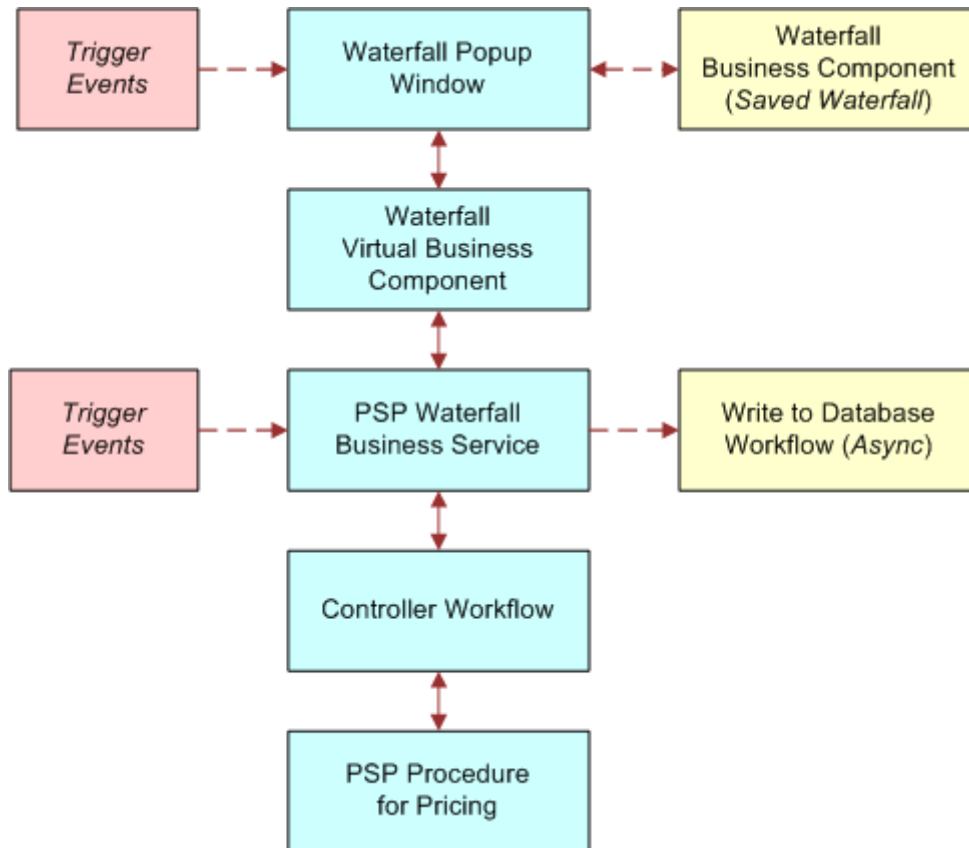 Trigger
Events
Waterfall Popup
Window
Waterfall
Business Component
(Saved Waterfall)
Waterfall
Virtual Business
Component
Trigger
Events
PSP Waterfall
Business Service
Write to Database
Workflow (Async)
Controller Workflow
PSP Procedure
for Pricing